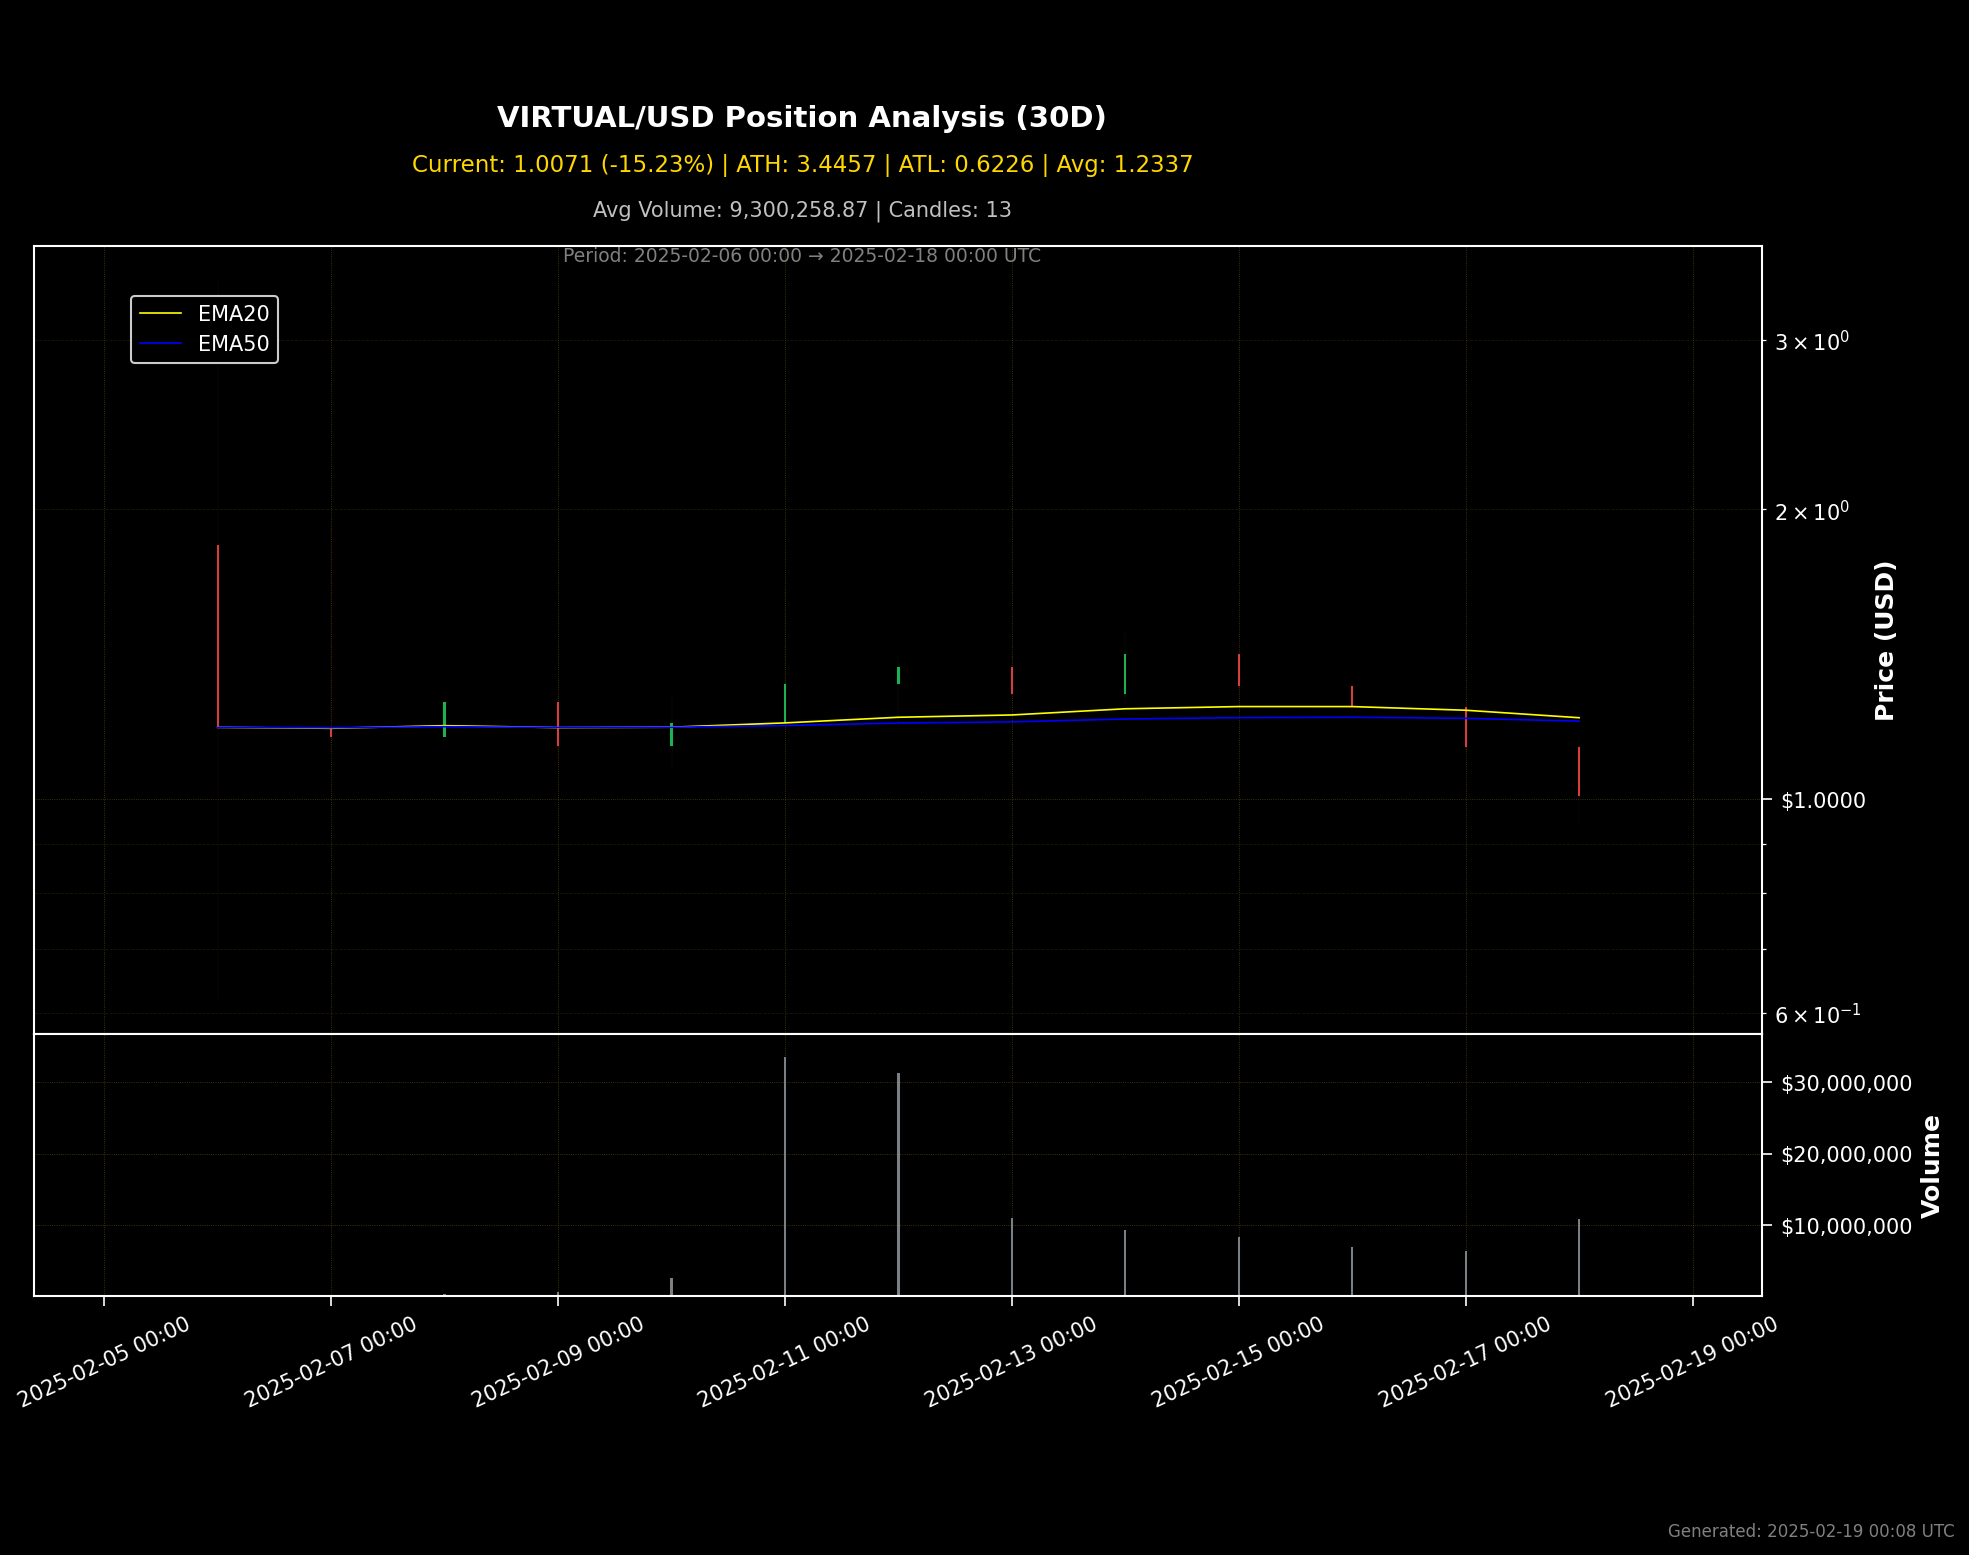 VIRTUAL/USD Position Analysis (30D)
Current: 1.0071 (-15.23%) | ATH: 3.4457 | ATL: 0.6226 | Avg: 1.2337
Avg Volume: 9,300,258.87 | Candles: 13
Period: 2025-02-06 00:00 → 2025-02-18 00:00 UTC
EMA20
EMA50
3 × 10⁰
2 × 10⁰
$1.0000
6 × 10⁻¹
Price (USD)
$30,000,000
$20,000,000
$10,000,000
Volume
2025-02-05 00:00
2025-02-07 00:00
2025-02-09 00:00
2025-02-11 00:00
2025-02-13 00:00
2025-02-15 00:00
2025-02-17 00:00
2025-02-19 00:00
Generated: 2025-02-19 00:08 UTC